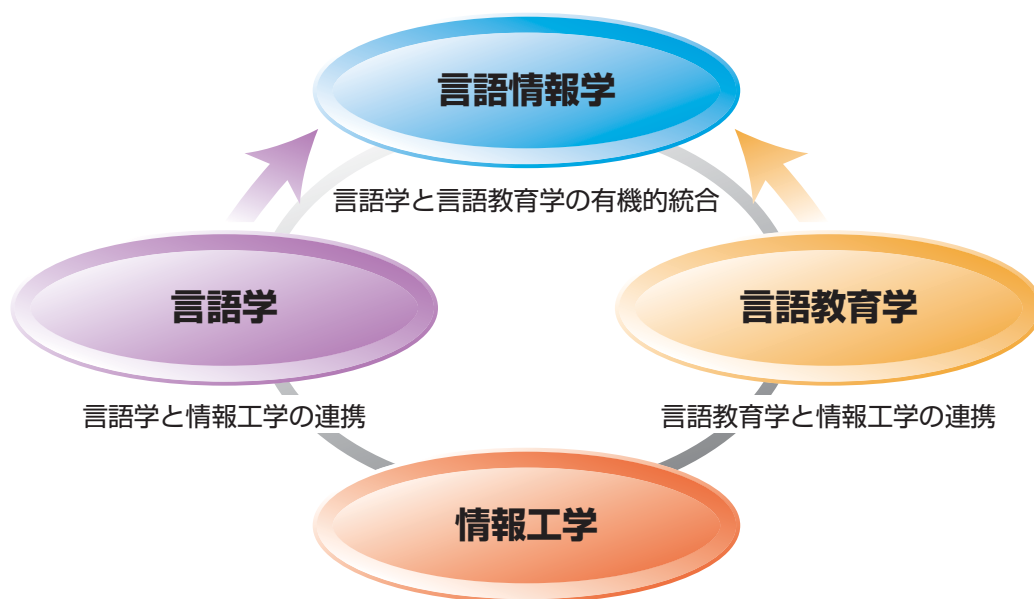 言語情報学
言語学と言語教育学の有機的統合
言語学
言語教育学
言語学と情報工学の連携
言語教育学と情報工学の連携
情報工学